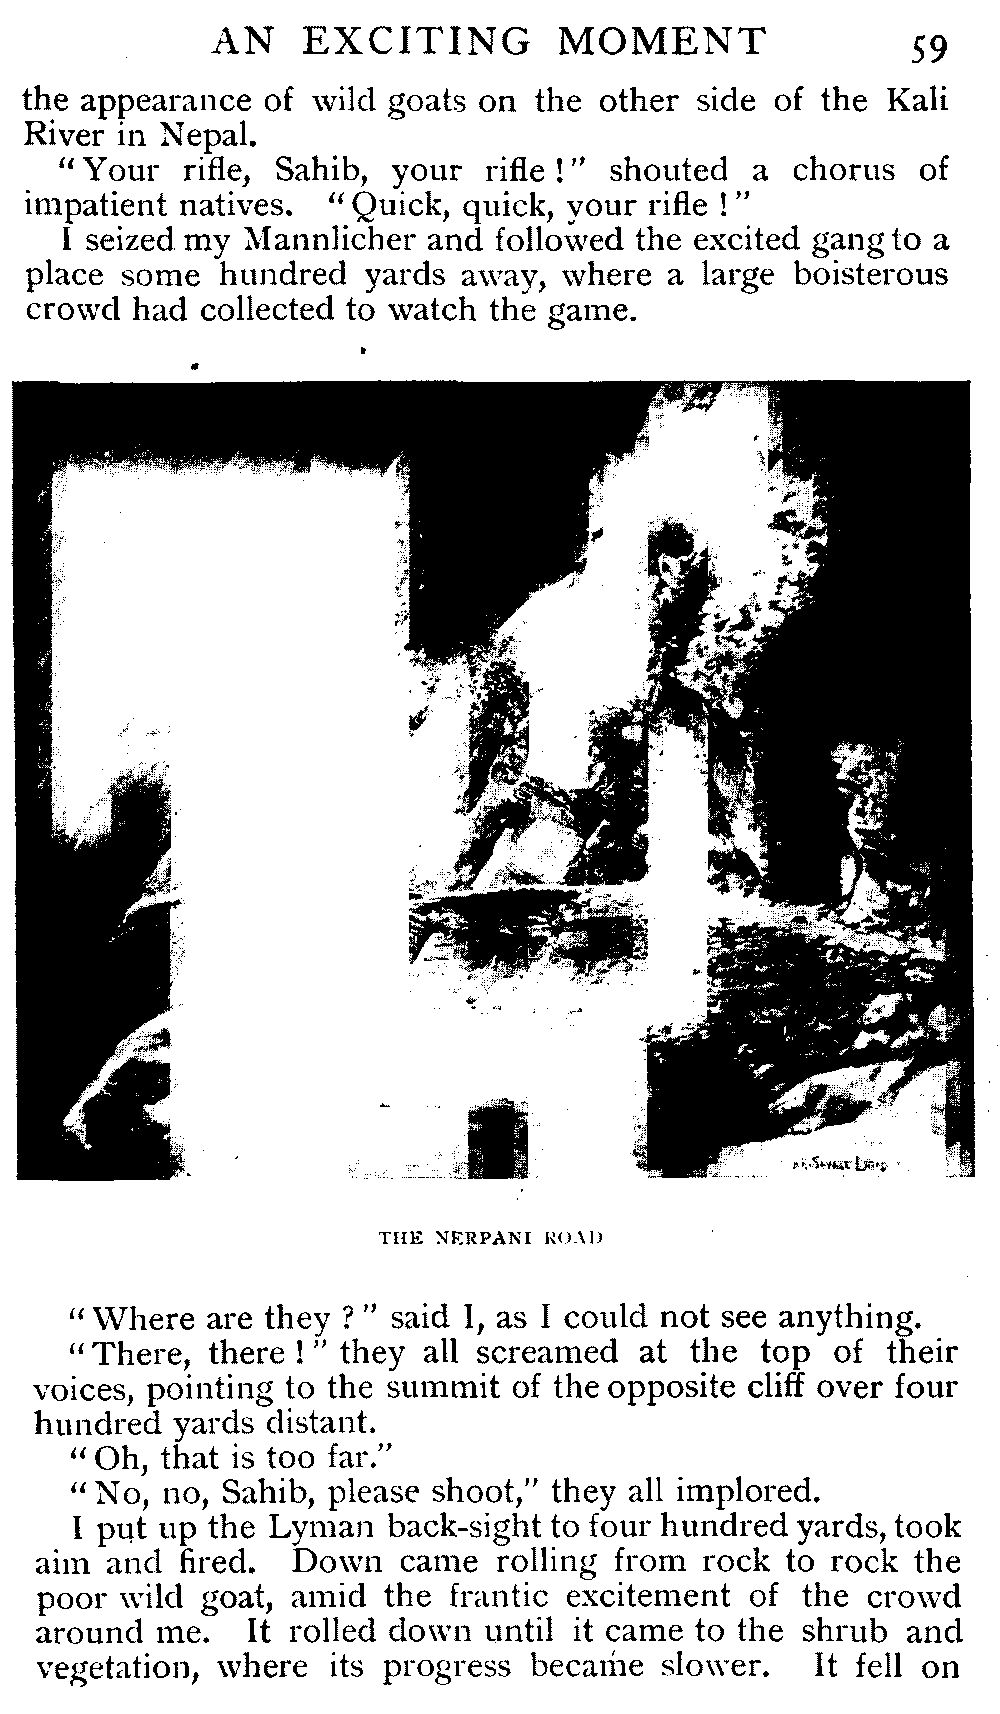 AN EXCITING MOMENT 59
the appearance of wild goats on the other side of the Kali
River in Nepal.
"Your rifle, Sahib, your rifle!" shouted a chorus of
impatient natives. "Quick, quick, your rifle!"
I seized my Mannlicher and followed the excited gang to a
place some hundred yards away, where a large boisterous
crowd had collected to watch the game.
THE NERPANI ROAD
"Where are they?" said I, as I could not see anything.
"There, there!" they all screamed at the top of their
voices, pointing to the summit of the opposite cliff over four
hundred yards distant.
"Oh, that is too far."
"No, no, Sahib, please shoot," they all implored.
I put up the Lyman back-sight to four hundred yards, took
aim and fired. Down came rolling from rock to rock the
poor wild goat, amid the frantic excitement of the crowd
around me. It rolled down until it came to the shrub and
vegetation, where its progress became slower. It fell on